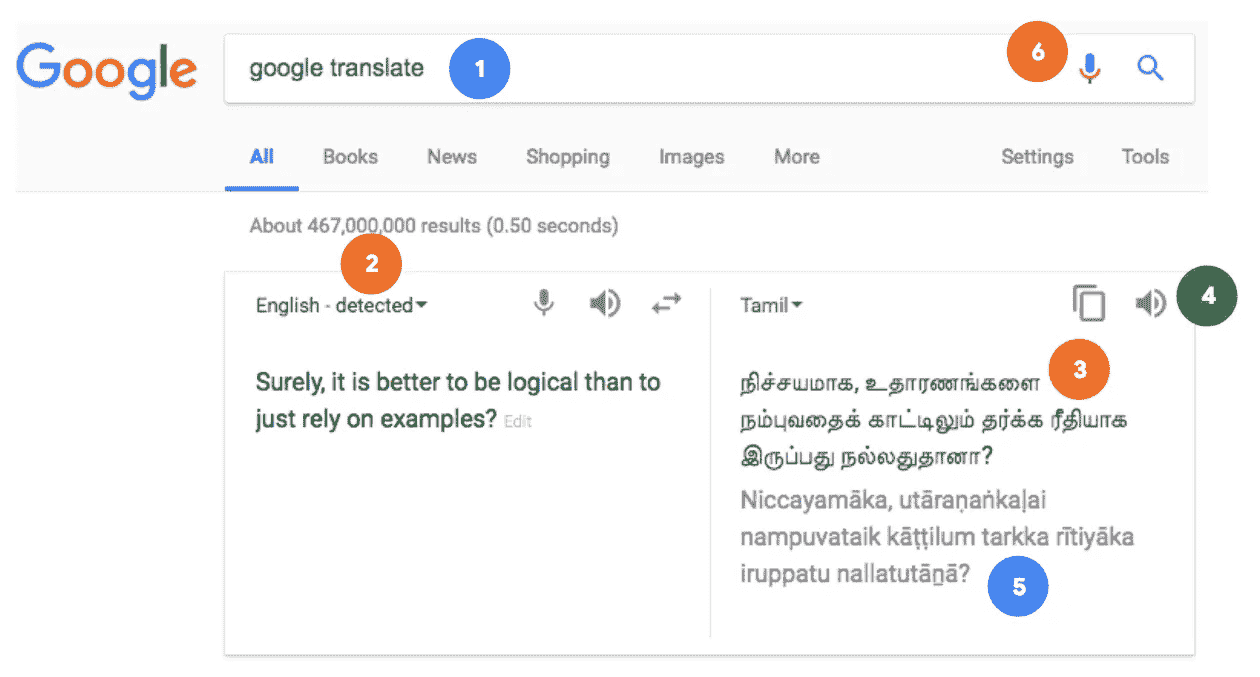 Google
google translate
1
6
All Books News Shopping Images More Settings Tools
About 467,000,000 results (0.50 seconds)
2
English - detected
Surely, it is better to be logical than to
just rely on examples? Edit
Tamil
4
3
நிச்சயமாக, உதாரணங்களை
நம்புவதைக் காட்டிலும் தர்க்க ரீதியாக
இருப்பது நல்லதுதானா?
Niccayamāka, utāraṇaṅkaḷai
nampuvataik kāṭṭilum tarkka rītiyāka
iruppatu nallatutāṉā?
5